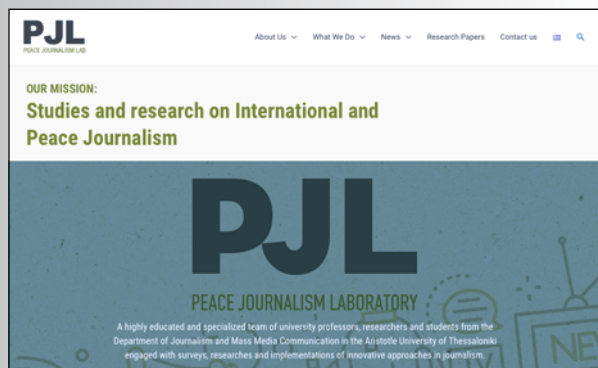 PJL
PEACE JOURNALISM LAB
About Us What We Do News Research Papers Contact us
OUR MISSION:
Studies and research on International and
Peace Journalism
PJL
PEACE JOURNALISM LABORATORY
A highly educated and specialized team of university professors, researchers and students from the
Department of Journalism and Mass Media Communication in the Aristotle University of Thessaloniki
engaged with surveys, researches and implementations of innovative approaches in journalism.
NE